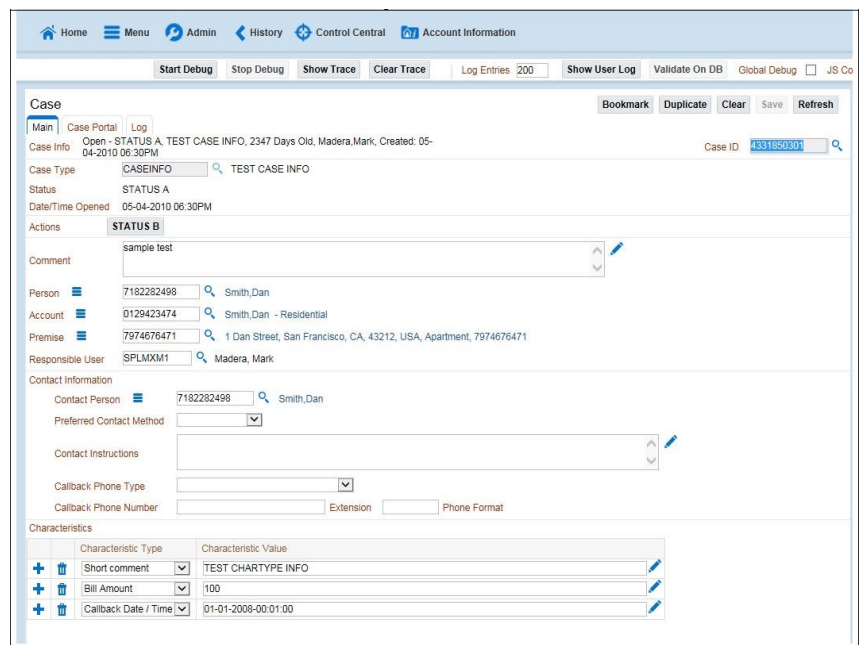 Home Menu Admin History Control Central Account Information
Start Debug Stop Debug Show Trace Clear Trace Log Entries 200 Show User Log Validate On DB Global Debug JS Co
Case Bookmark Duplicate Clear Save Refresh
Main Case Portal Log
Case Info Open - STATUS A, TEST CASE INFO, 2347 Days Old, Madera,Mark, Created: 05-
04-2010 06:30PM
Case ID 4331850301
Case Type CASEINFO TEST CASE INFO
Status STATUS A
Date/Time Opened 05-04-2010 06:30PM
Actions STATUS B
Comment sample test
Person 7182282498 Smith,Dan
Account 0129423474 Smith,Dan - Residential
Premise 7974676471 1 Dan Street, San Francisco, CA, 43212, USA, Apartment, 7974676471
Responsible User SPLMXM1 Madera, Mark
Contact Information
Contact Person 7182282498 Smith,Dan
Preferred Contact Method
Contact Instructions
Callback Phone Type
Callback Phone Number Extension Phone Format
Characteristics
Characteristic Type Characteristic Value
Short comment TEST CHARTYPE INFO
Bill Amount 100
Callback Date / Time 01-01-2008-00:01:00